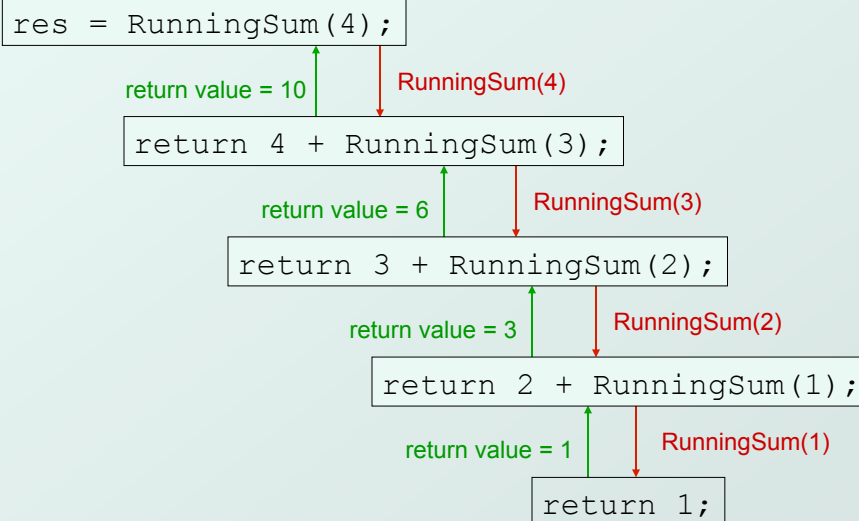 res = RunningSum(4);
return value = 10
RunningSum(4)
return 4 + RunningSum(3);
return value = 6
RunningSum(3)
return 3 + RunningSum(2);
return value = 3
RunningSum(2)
return 2 + RunningSum(1);
return value = 1
RunningSum(1)
return 1;